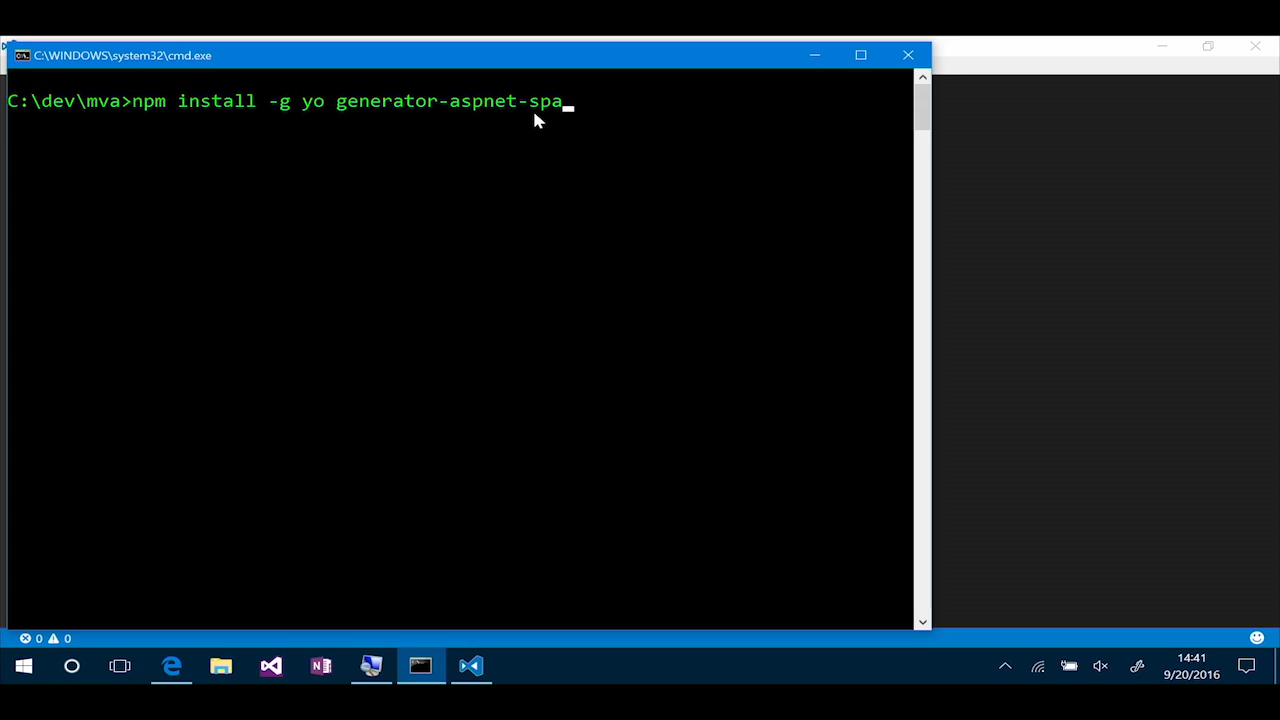 C:\WINDOWS\system32\cmd.exe
C:\dev\mva>npm install -g yo generator-aspnet-spa
0 0
14:41
9/20/2016